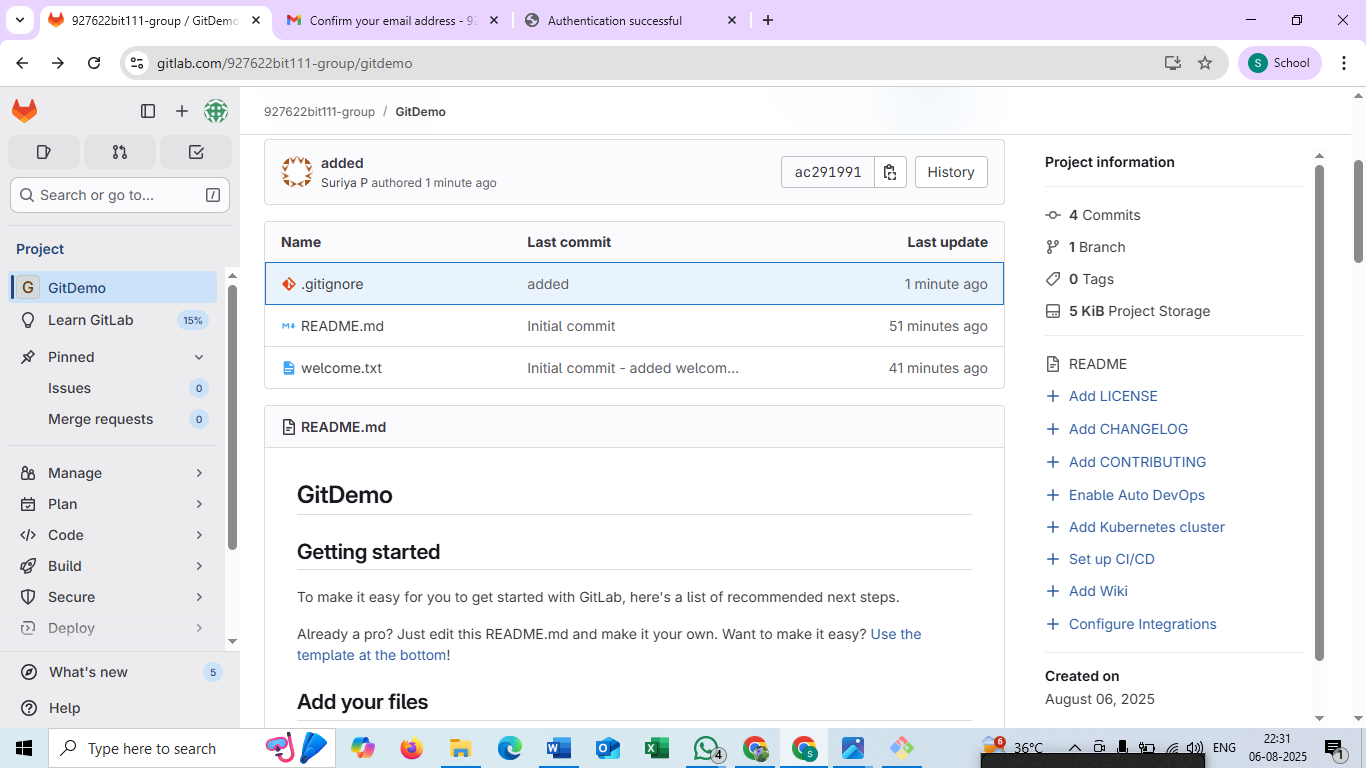 927622bit111-group / GitDemo
Confirm your email address - 92
Authentication successful
gitlab.com/927622bit111-group/gitdemo
S
School
927622bit111-group / GitDemo
Search or go to...
/
Project
G
GitDemo
Learn GitLab
15%
Pinned
Issues
0
Merge requests
0
Manage
Plan
Code
Build
Secure
Deploy
What's new
5
Help
added
Suriya P authored 1 minute ago
ac291991
History
Name Last commit Last update
.gitignore added 1 minute ago
README.md Initial commit 51 minutes ago
welcome.txt Initial commit - added welcom... 41 minutes ago
README.md
GitDemo
Getting started
To make it easy for you to get started with GitLab, here's a list of recommended next steps.
Already a pro? Just edit this README.md and make it your own. Want to make it easy? Use the
template at the bottom!
Add your files
Project information
4 Commits
1 Branch
0 Tags
5 KiB Project Storage
README
Add LICENSE
Add CHANGELOG
Add CONTRIBUTING
Enable Auto DevOps
Add Kubernetes cluster
Set up CI/CD
Add Wiki
Configure Integrations
Created on
August 06, 2025
Type here to search
4
6
36°C
ENG
22:31
06-08-2025
1